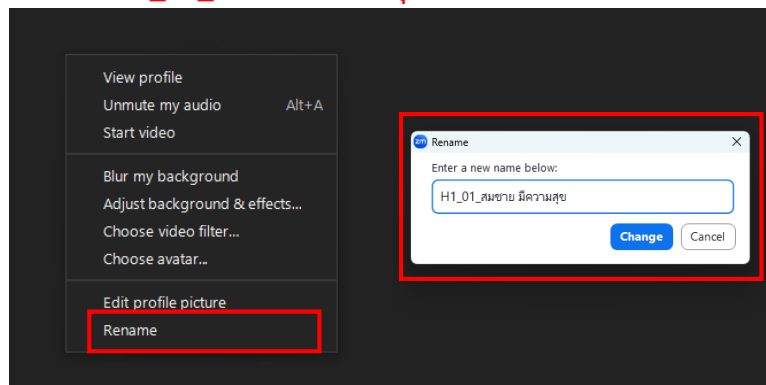 View profile
Unmute my audio Alt+A
Start video
Blur my background
Adjust background & effects...
Choose video filter...
Choose avatar...
Edit profile picture
Rename
zm Rename
Enter a new name below:
H1_01_สมชาย มีความสุข
Change Cancel